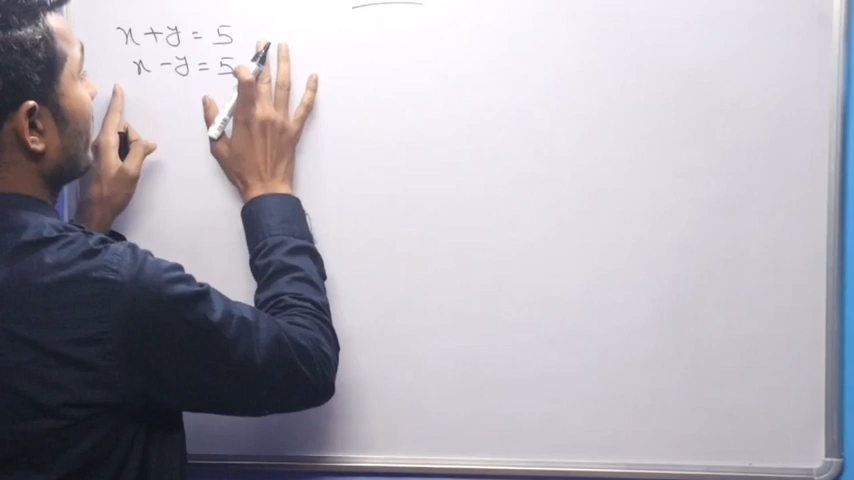 x + y = 5
x - y = 5